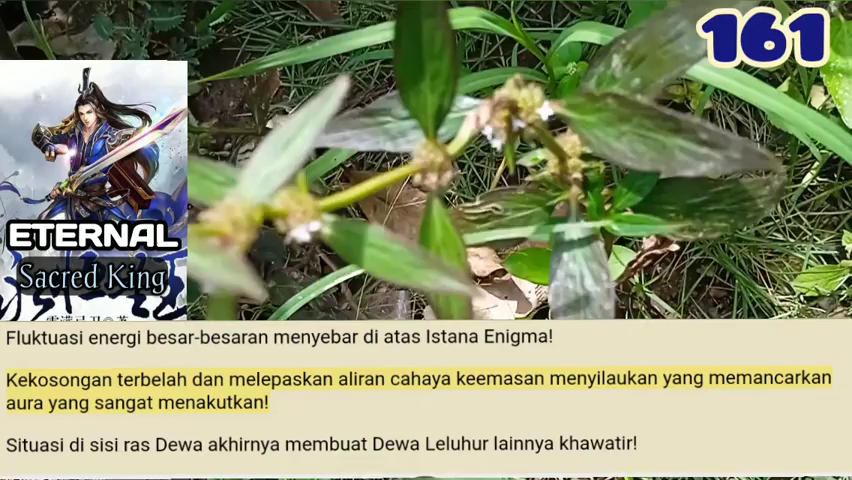 161
ETERNAL
Sacred King
Fluktuasi energi besar-besaran menyebar di atas Istana Enigma!
Kekosongan terbelah dan melepaskan aliran cahaya keemasan menyilaukan yang memancarkan
aura yang sangat menakutkan!
Situasi di sisi ras Dewa akhirnya membuat Dewa Leluhur lainnya khawatir!